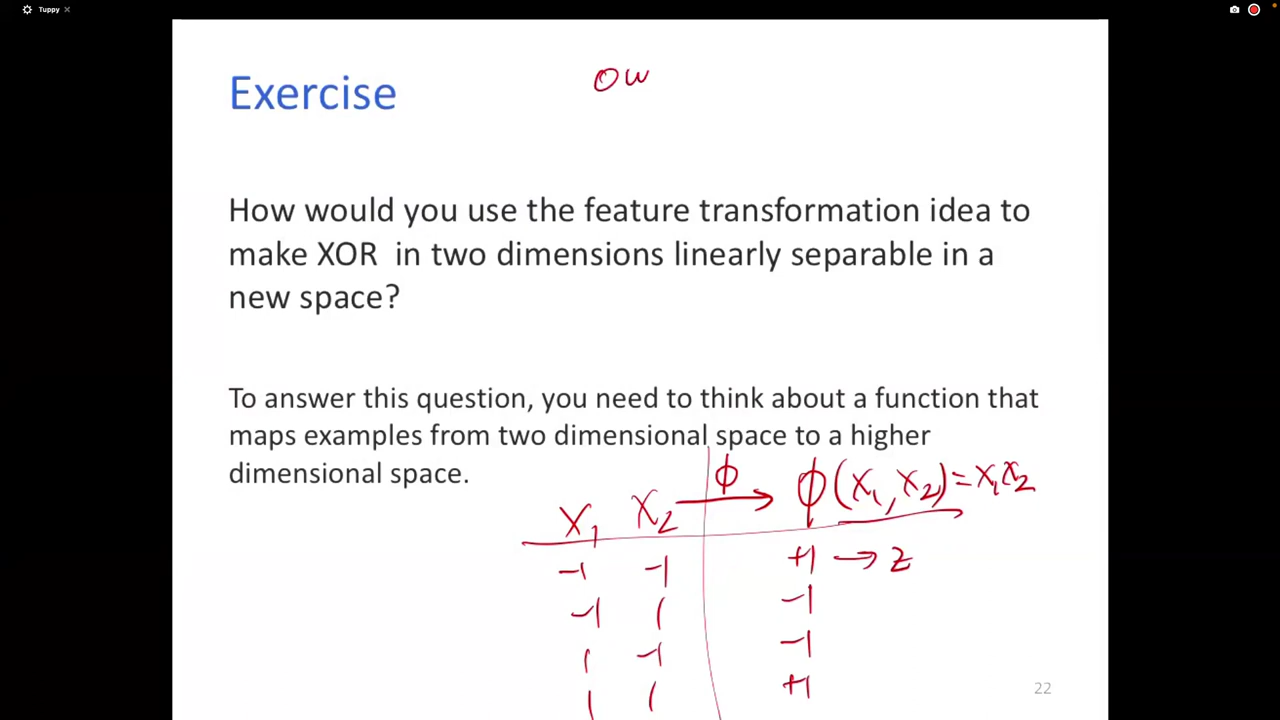 Tuppy
Exercise
ow
How would you use the feature transformation idea to
make XOR in two dimensions linearly separable in a
new space?
To answer this question, you need to think about a function that
maps examples from two dimensional space to a higher
dimensional space.
x₁ x₂ ϕ → ϕ(x₁, x₂) = x₁x₂
-1 -1 +1 → z
-1 1 -1
1 -1 -1
1 1 +1
22